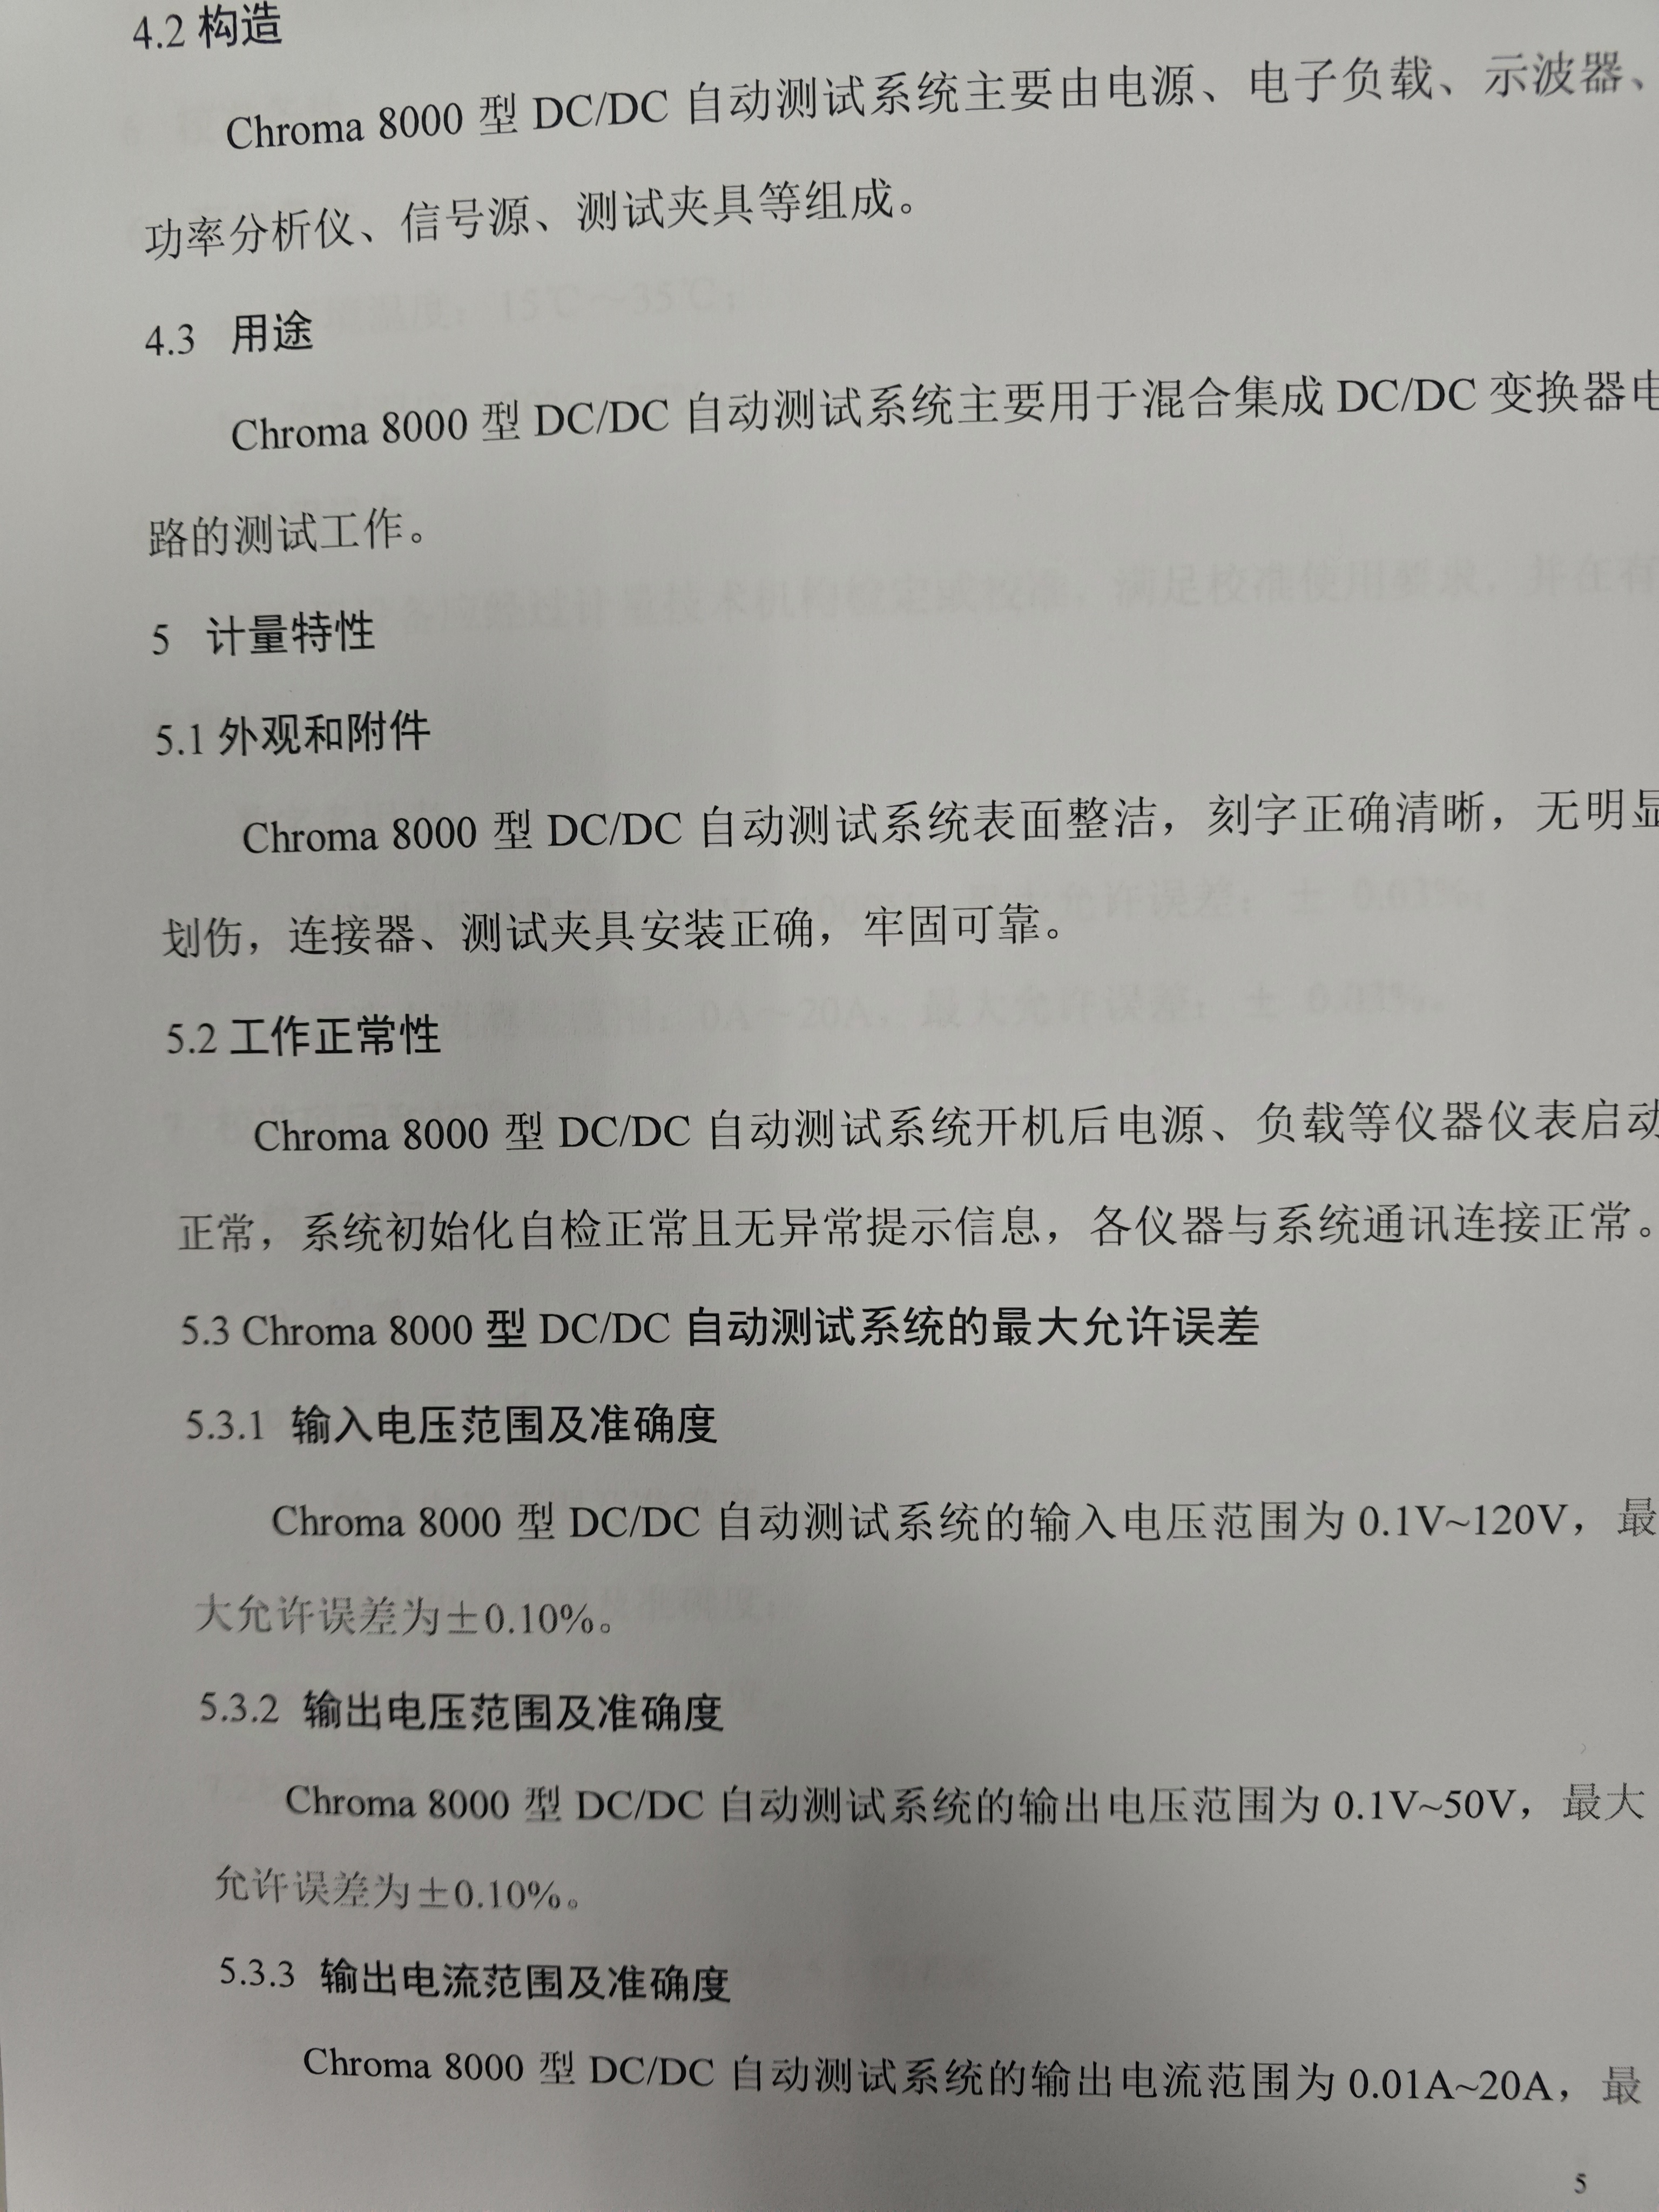 4.2 构造
Chroma 8000 型 DC/DC 自动测试系统主要由电源、电子负载、示波器、
功率分析仪、信号源、测试夹具等组成。
4.3 用途
Chroma 8000 型 DC/DC 自动测试系统主要用于混合集成 DC/DC 变换器电
路的测试工作。
5 计量特性
5.1 外观和附件
Chroma 8000 型 DC/DC 自动测试系统表面整洁，刻字正确清晰，无明显
划伤，连接器、测试夹具安装正确，牢固可靠。
5.2 工作正常性
Chroma 8000 型 DC/DC 自动测试系统开机后电源、负载等仪器仪表启动
正常，系统初始化自检正常且无异常提示信息，各仪器与系统通讯连接正常。
5.3 Chroma 8000 型 DC/DC 自动测试系统的最大允许误差
5.3.1 输入电压范围及准确度
Chroma 8000 型 DC/DC 自动测试系统的输入电压范围为 0.1V~120V，最
大允许误差为±0.10%。
5.3.2 输出电压范围及准确度
Chroma 8000 型 DC/DC 自动测试系统的输出电压范围为 0.1V~50V，最大
允许误差为±0.10%。
5.3.3 输出电流范围及准确度
Chroma 8000 型 DC/DC 自动测试系统的输出电流范围为 0.01A~20A，最
5